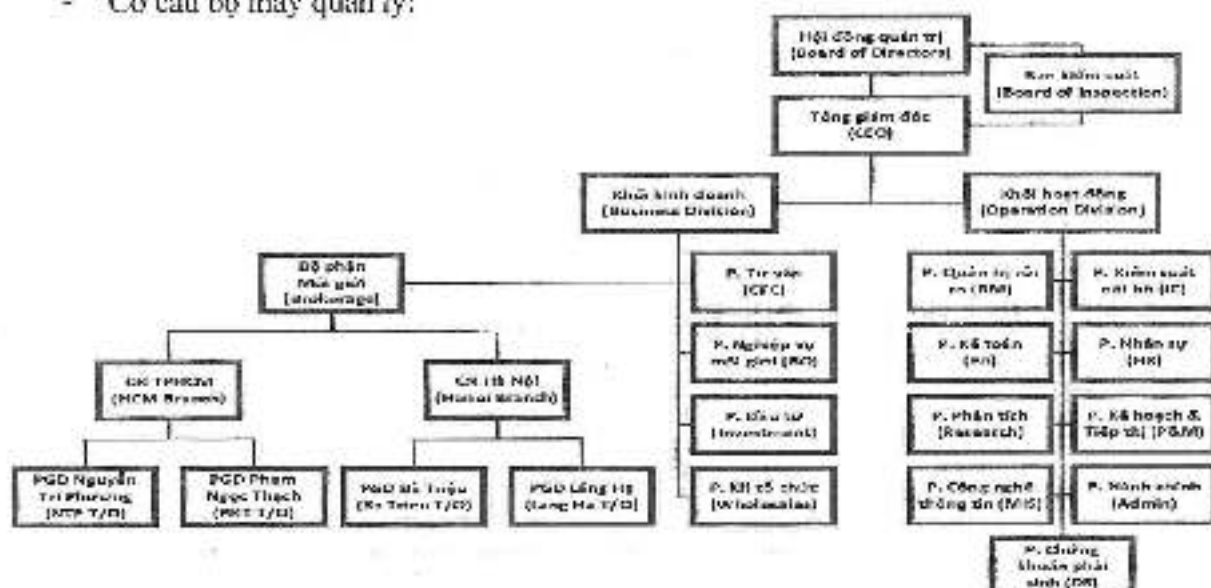 - Cơ cấu bộ máy quản lý:
Hội đồng quản trị
(Board of Directors)
Ban kiểm soát
(Board of Inspection)
Tổng giám đốc
(CEO)
Khối kinh doanh
(Business Division)
Khối hoạt động
(Operation Division)
Bộ phận
Môi giới
(Brokerage)
P. Tư vấn
P. Quản trị rủi
ro (RM)
P. Kiểm soát
nội bộ (IC)
P. Nghiệp vụ
môi giới (BO)
P. Kế toán
P. Nhân sự
(HR)
CN TPHCM
(HCM Branch)
CN Hà Nội
(Hanoi Branch)
P. Đầu tư
(Investment)
P. Phân tích
(Research)
P. Kế hoạch &
Tiếp thị (P&M)
PGD Nguyễn
Tri Phương
(NTP T/O)
PGD Phạm
Ngọc Thạch
(PNT T/O)
PGD Bà Triệu
(Ba Trieu T/O)
PGD Láng Hạ
(Lang Ha T/O)
P. KH tổ chức
(Wholesales)
P. Công nghệ
thông tin (MIS)
P. Hành chính
(Admin)
P. Chứng
khoán phái
sinh (DS)